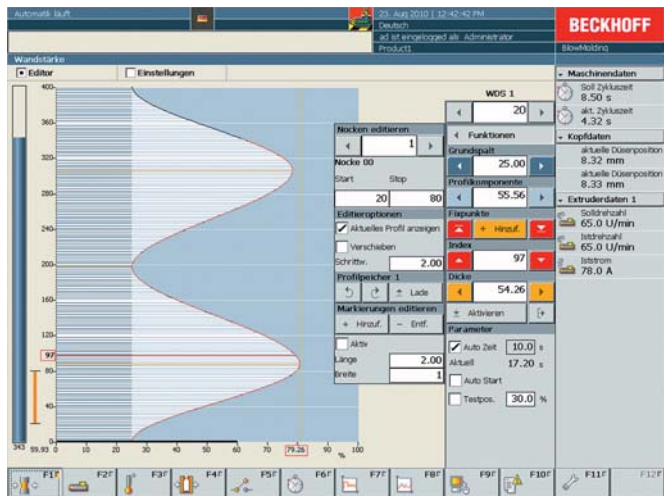 Automatik läuft
23. Aug 2010 | 12:42:42 PM
Deutsch
ad ist eingelogged als Administrator
Product1
BECKHOFF
BlowMolding
Wandstärke
Editor
Einstellungen
Maschinendaten
Soll Zykluszeit
8.50 s
akt. Zykluszeit
4.32 s
Kopfdaten
aktuelle Düsenposition
8.32 mm
aktuelle Düsenposition
8.33 mm
Extruderdaten 1
Solldrehzahl
65.0 U/min
Istdrehzahl
65.0 U/min
Iststrom
78.0 A
WDS 1
20
Funktionen
Grundspalt
25.00
Profilkomponente
55.56
Fixpunkte
+ Hinzuf.
Index
97
Dicke
54.26
± Aktivieren
Parameter
Auto Zeit 10.0 s
Aktuell 17.20 s
Auto Start
Testpos. 30.0 %
Nocken editieren
1
Nocke 00
Start Stop
20 80
Editieroptionen
Aktuelles Profil anzeigen
Verschieben
Schrittw. 2.00
Profilpeicher 1
± Lade
Markierungen editieren
+ Hinzuf. − Entf.
Aktiv
Länge 2.00
Breite 1
400
360
320
280
240
200
160
120
97
80
40
0
343 59.93 0 10 20 30 40 50 60 70 79.26 90 100
%
F1 F2 F3 F4 F5 F6 F7 F8 F9 F10 F11 F12